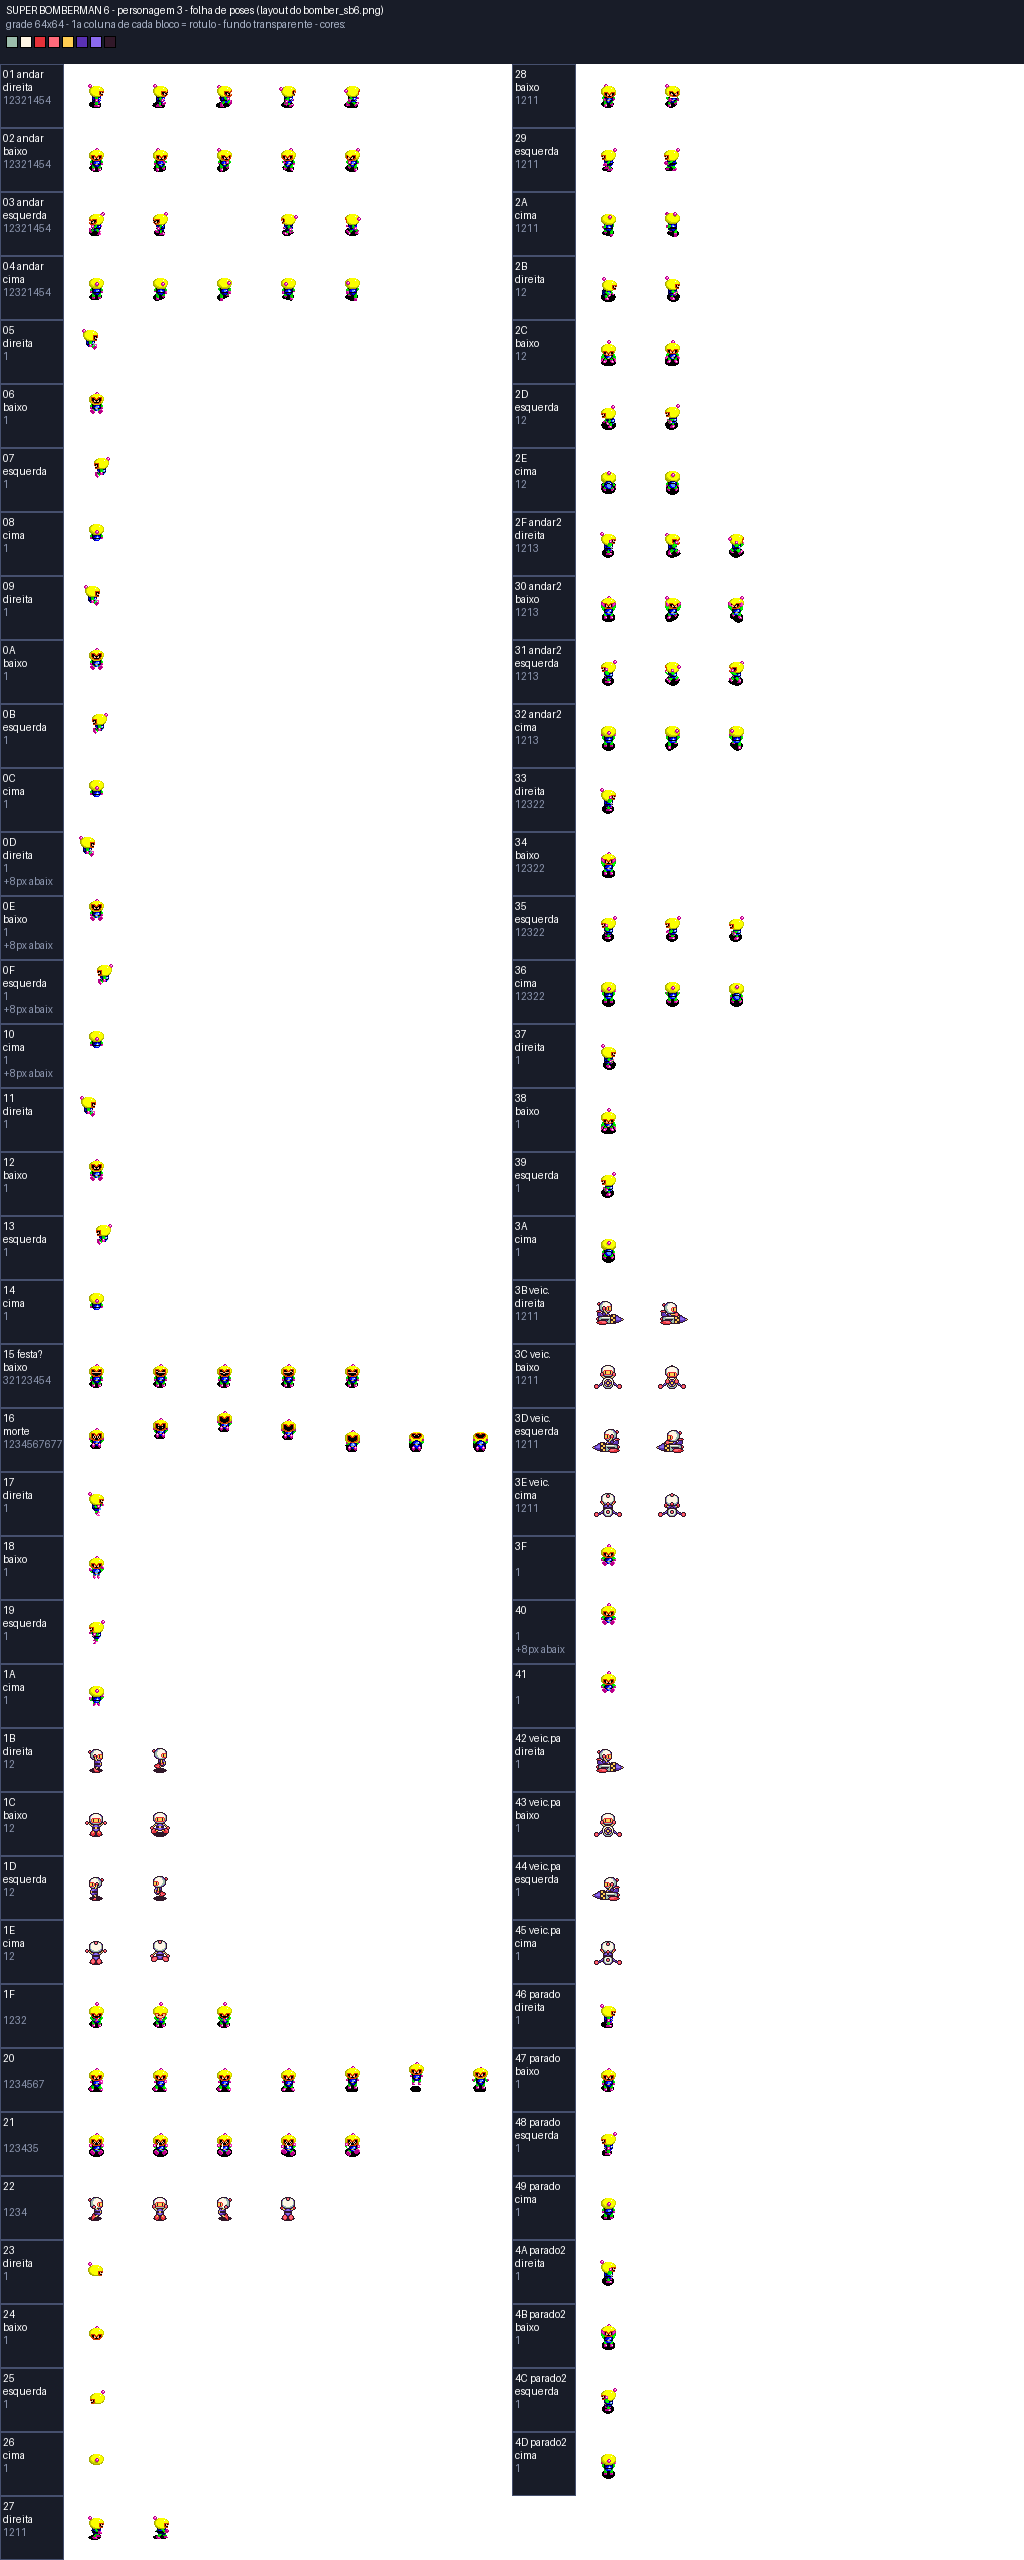 SUPER BOMBERMAN 6 - personagem 3 - folha de poses (layout do bomber_sb6.png)
grade 64x64 - 1a coluna de cada bloco = rotulo - fundo transparente - cores:
01 andar
direita
12321454
02 andar
baixo
12321454
03 andar
esquerda
12321454
04 andar
cima
12321454
05
direita
1
06
baixo
1
07
esquerda
1
08
cima
1
09
direita
1
0A
baixo
1
0B
esquerda
1
0C
cima
1
0D
direita
1
+8px abaix
0E
baixo
1
+8px abaix
0F
esquerda
1
+8px abaix
10
cima
1
+8px abaix
11
direita
1
12
baixo
1
13
esquerda
1
14
cima
1
15 festa?
baixo
32123454
16
morte
1234567677
17
direita
1
18
baixo
1
19
esquerda
1
1A
cima
1
1B
direita
12
1C
baixo
12
1D
esquerda
12
1E
cima
12
1F
1232
20
1234567
21
123435
22
1234
23
direita
1
24
baixo
1
25
esquerda
1
26
cima
1
27
direita
1211
28
baixo
1211
29
esquerda
1211
2A
cima
1211
2B
direita
12
2C
baixo
12
2D
esquerda
12
2E
cima
12
2F andar2
direita
1213
30 andar2
baixo
1213
31 andar2
esquerda
1213
32 andar2
cima
1213
33
direita
12322
34
baixo
12322
35
esquerda
12322
36
cima
12322
37
direita
1
38
baixo
1
39
esquerda
1
3A
cima
1
3B veic.
direita
1211
3C veic.
baixo
1211
3D veic.
esquerda
1211
3E veic.
cima
1211
3F
1
40
1
+8px abaix
41
1
42 veic.pa
direita
1
43 veic.pa
baixo
1
44 veic.pa
esquerda
1
45 veic.pa
cima
1
46 parado
direita
1
47 parado
baixo
1
48 parado
esquerda
1
49 parado
cima
1
4A parado2
direita
1
4B parado2
baixo
1
4C parado2
esquerda
1
4D parado2
cima
1